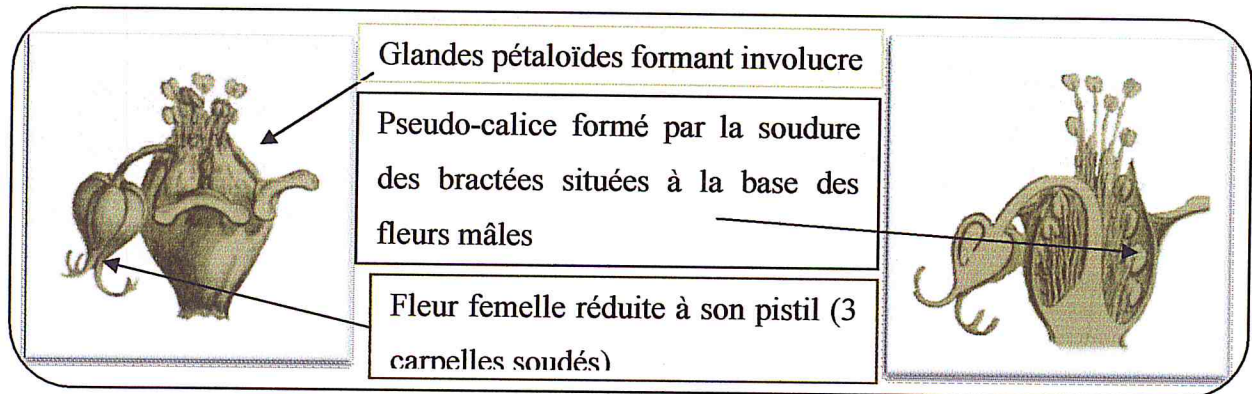 Glandes pétaloïdes formant involucre
Pseudo-calice formé par la soudure
des bractées situées à la base des
fleurs mâles
Fleur femelle réduite à son pistil (3
carpelles soudés)